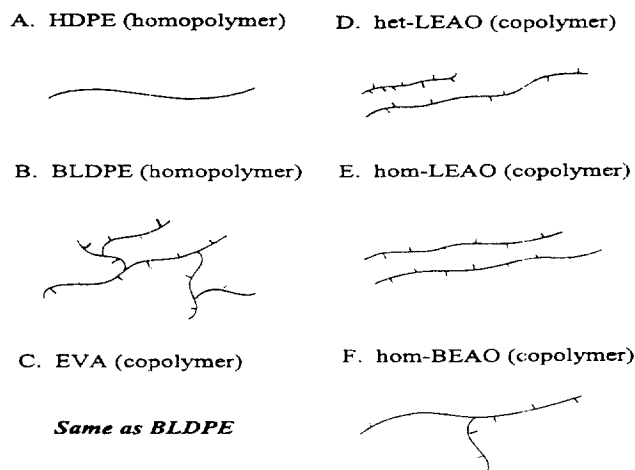 A. HDPE (homopolymer)
D. het-LEAO (copolymer)
B. BLDPE (homopolymer)
E. hom-LEAO (copolymer)
C. EVA (copolymer)
F. hom-BEAO (copolymer)
Same as BLDPE